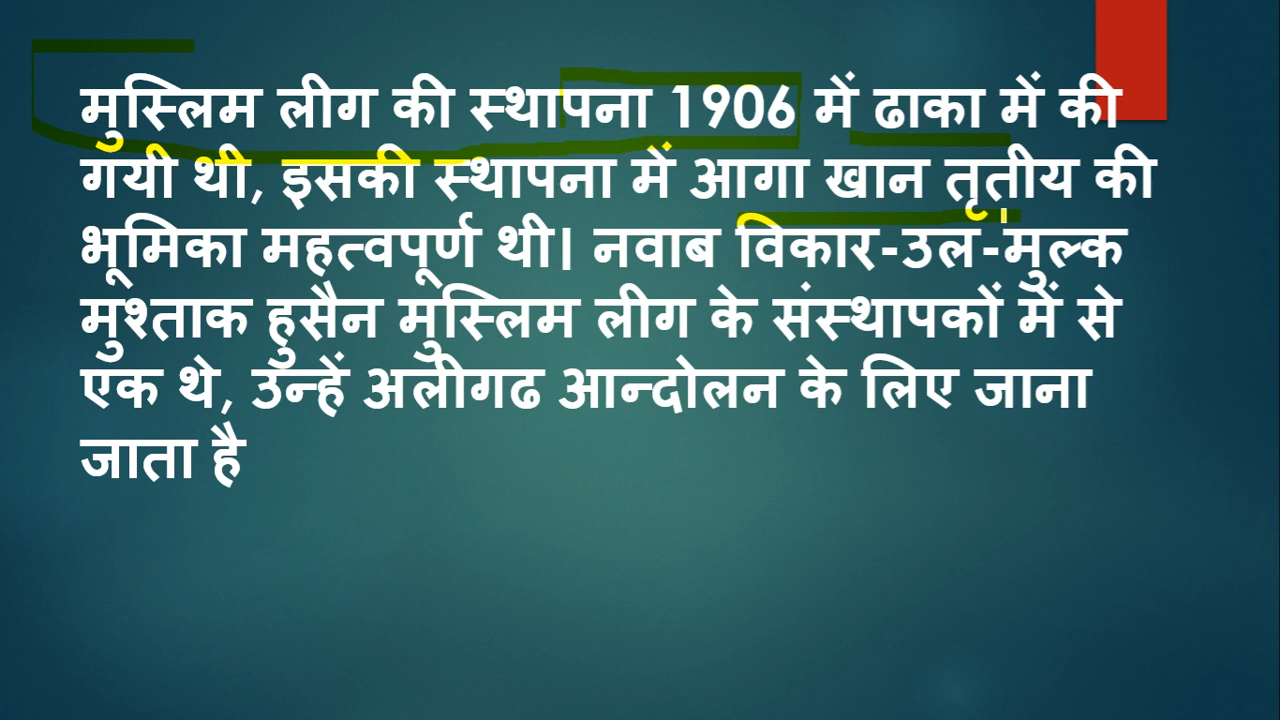 मुस्लिम लीग की स्थापना 1906 में ढाका में की
गयी थी, इसकी स्थापना में आगा खान तृतीय की
भूमिका महत्वपूर्ण थी। नवाब विकार-उल-मुल्क
मुश्ताक हुसैन मुस्लिम लीग के संस्थापकों में से
एक थे, उन्हें अलीगढ आन्दोलन के लिए जाना
जाता है